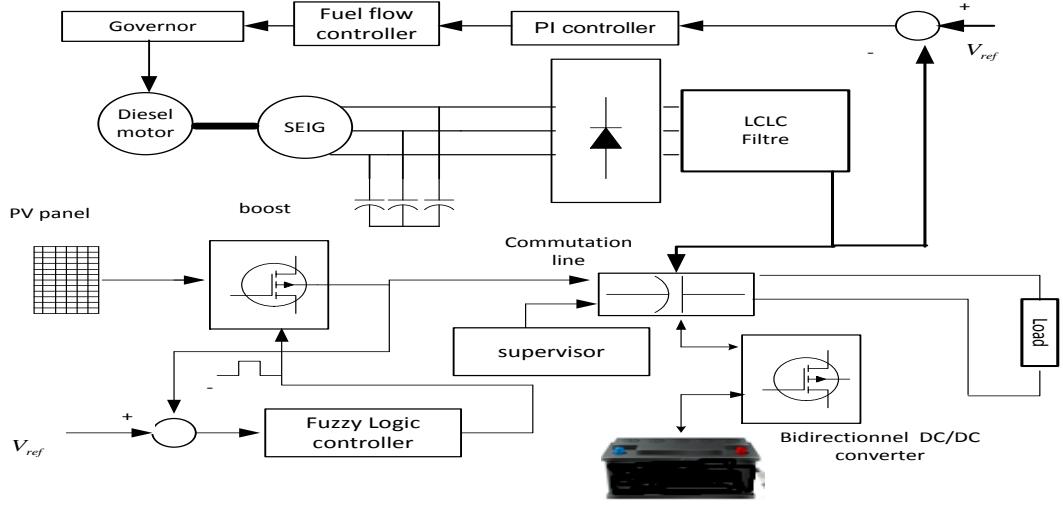 Governor
Fuel flow
controller
PI controller
+
-
Vref
Diesel
motor
SEIG
LCLC
Filtre
PV panel
boost
Commutation
line
supervisor
Load
-
+
Vref
Fuzzy Logic
controller
Bidirectionnel DC/DC
converter